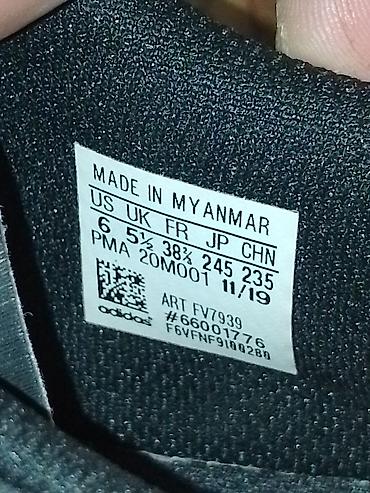 MADE IN MYANMAR
US UK FR JP CHN
6 5½ 38⅔ 245 235
PMA 20M001 11/19
ART FV7939
#66001776
F6VFNF9I00280
adidas